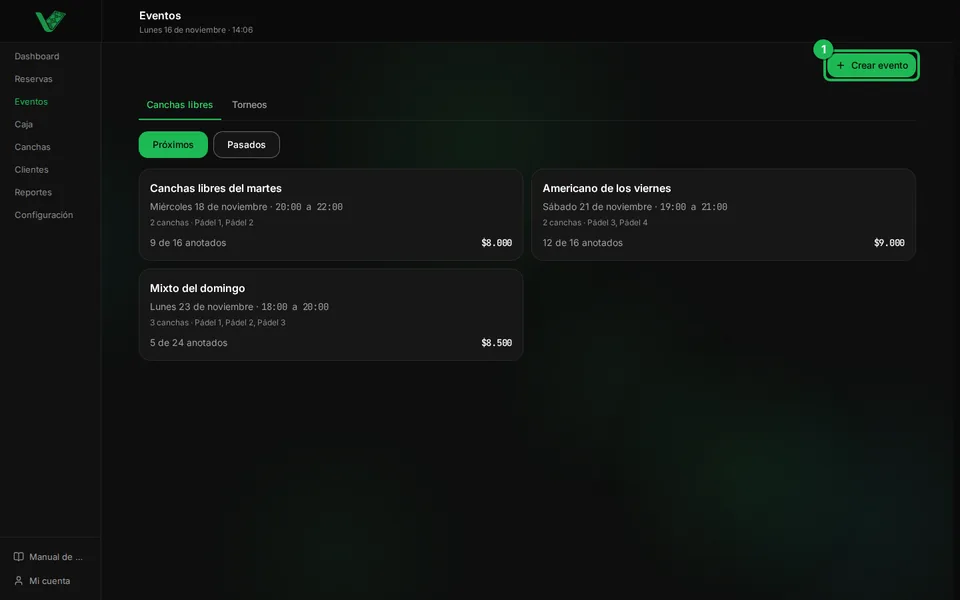 Eventos
Lunes 16 de noviembre · 14:06
Dashboard
Reservas
Eventos
Caja
Canchas
Clientes
Reportes
Configuración
Manual de ...
Mi cuenta
1
+ Crear evento
Canchas libres
Torneos
Próximos
Pasados
Canchas libres del martes
Miércoles 18 de noviembre · 20:00 a 22:00
2 canchas · Pádel 1, Pádel 2
9 de 16 anotados
$8.000
Americano de los viernes
Sábado 21 de noviembre · 19:00 a 21:00
2 canchas · Pádel 3, Pádel 4
12 de 16 anotados
$9.000
Mixto del domingo
Lunes 23 de noviembre · 18:00 a 20:00
3 canchas · Pádel 1, Pádel 2, Pádel 3
5 de 24 anotados
$8.500